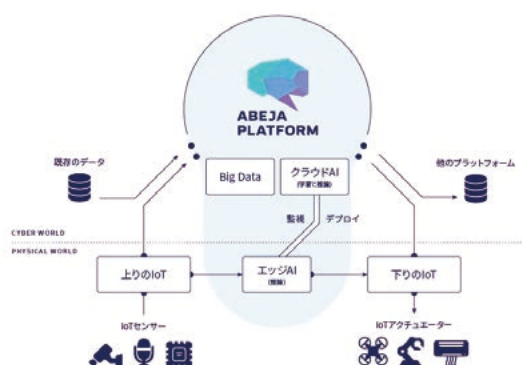 ABEJA
PLATFORM
既存のデータ
他のプラットフォーム
Big Data
クラウドAI
(学習と推論)
監視
デプロイ
CYBER WORLD
PHYSICAL WORLD
上りのIoT
エッジAI
(推論)
下りのIoT
IoTセンサー
IoTアクチュエーター